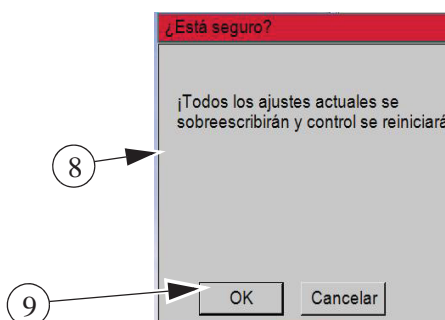 ¿Está seguro?
¡Todos los ajustes actuales se
sobreescribirán y control se reiniciará
8
9
OK Cancelar